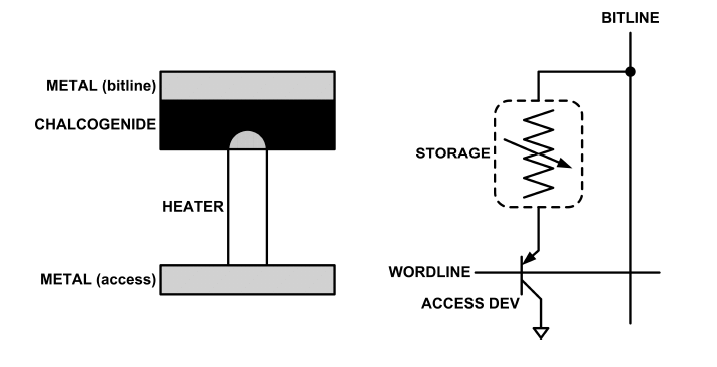 METAL (bitline)
CHALCOGENIDE
HEATER
METAL (access)
BITLINE
STORAGE
WORDLINE
ACCESS DEV